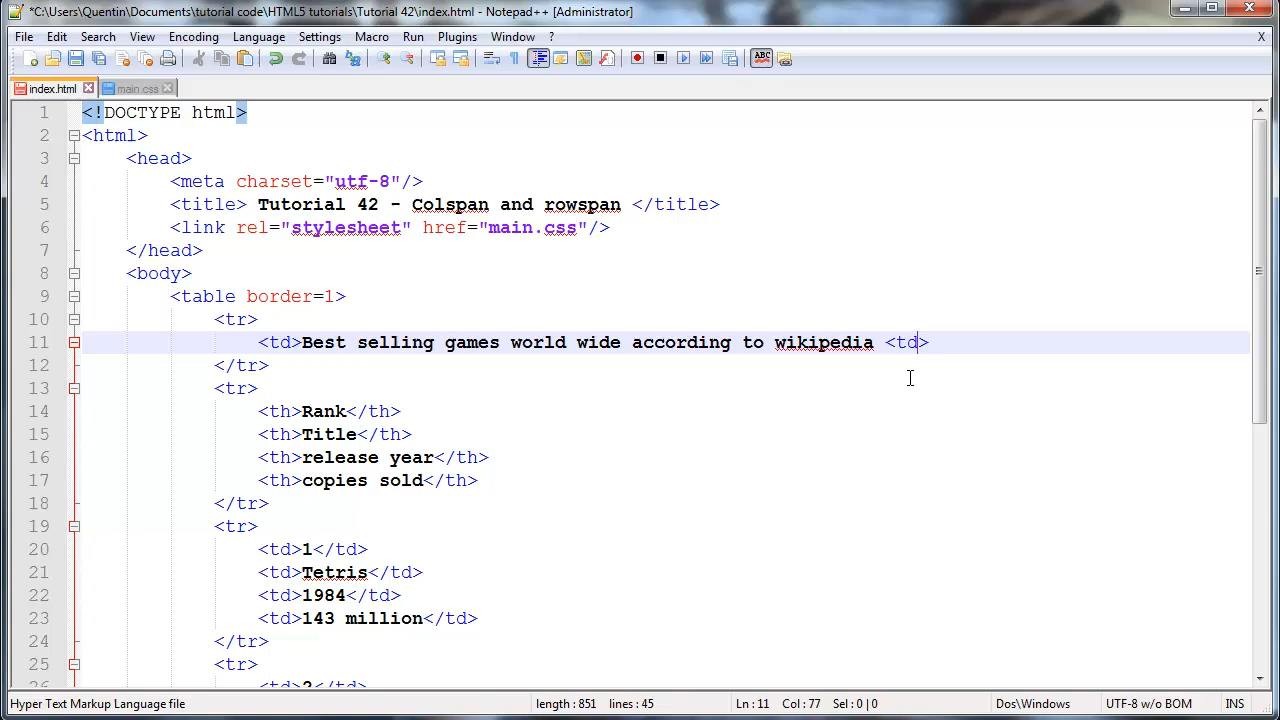 *C:\Users\Quentin\Documents\tutorial code\HTML5 tutorials\Tutorial 42\index.html - Notepad++ [Administrator]
File Edit Search View Encoding Language Settings Macro Run Plugins Window ? X
ABC
index.html main.css
1 <!DOCTYPE html>
2 <html>
3 <head>
4 <meta charset="utf-8"/>
5 <title> Tutorial 42 - Colspan and rowspan </title>
6 <link rel="stylesheet" href="main.css"/>
7 </head>
8 <body>
9 <table border=1>
10 <tr>
11 <td>Best selling games world wide according to wikipedia <td>
12 </tr>
13 <tr>
14 <th>Rank</th>
15 <th>Title</th>
16 <th>release year</th>
17 <th>copies sold</th>
18 </tr>
19 <tr>
20 <td>1</td>
21 <td>Tetris</td>
22 <td>1984</td>
23 <td>143 million</td>
24 </tr>
25 <tr>
26 <td>2</td>
Hyper Text Markup Language file length : 851 lines : 45 Ln : 11 Col : 77 Sel : 0 | 0 Dos\Windows UTF-8 w/o BOM INS